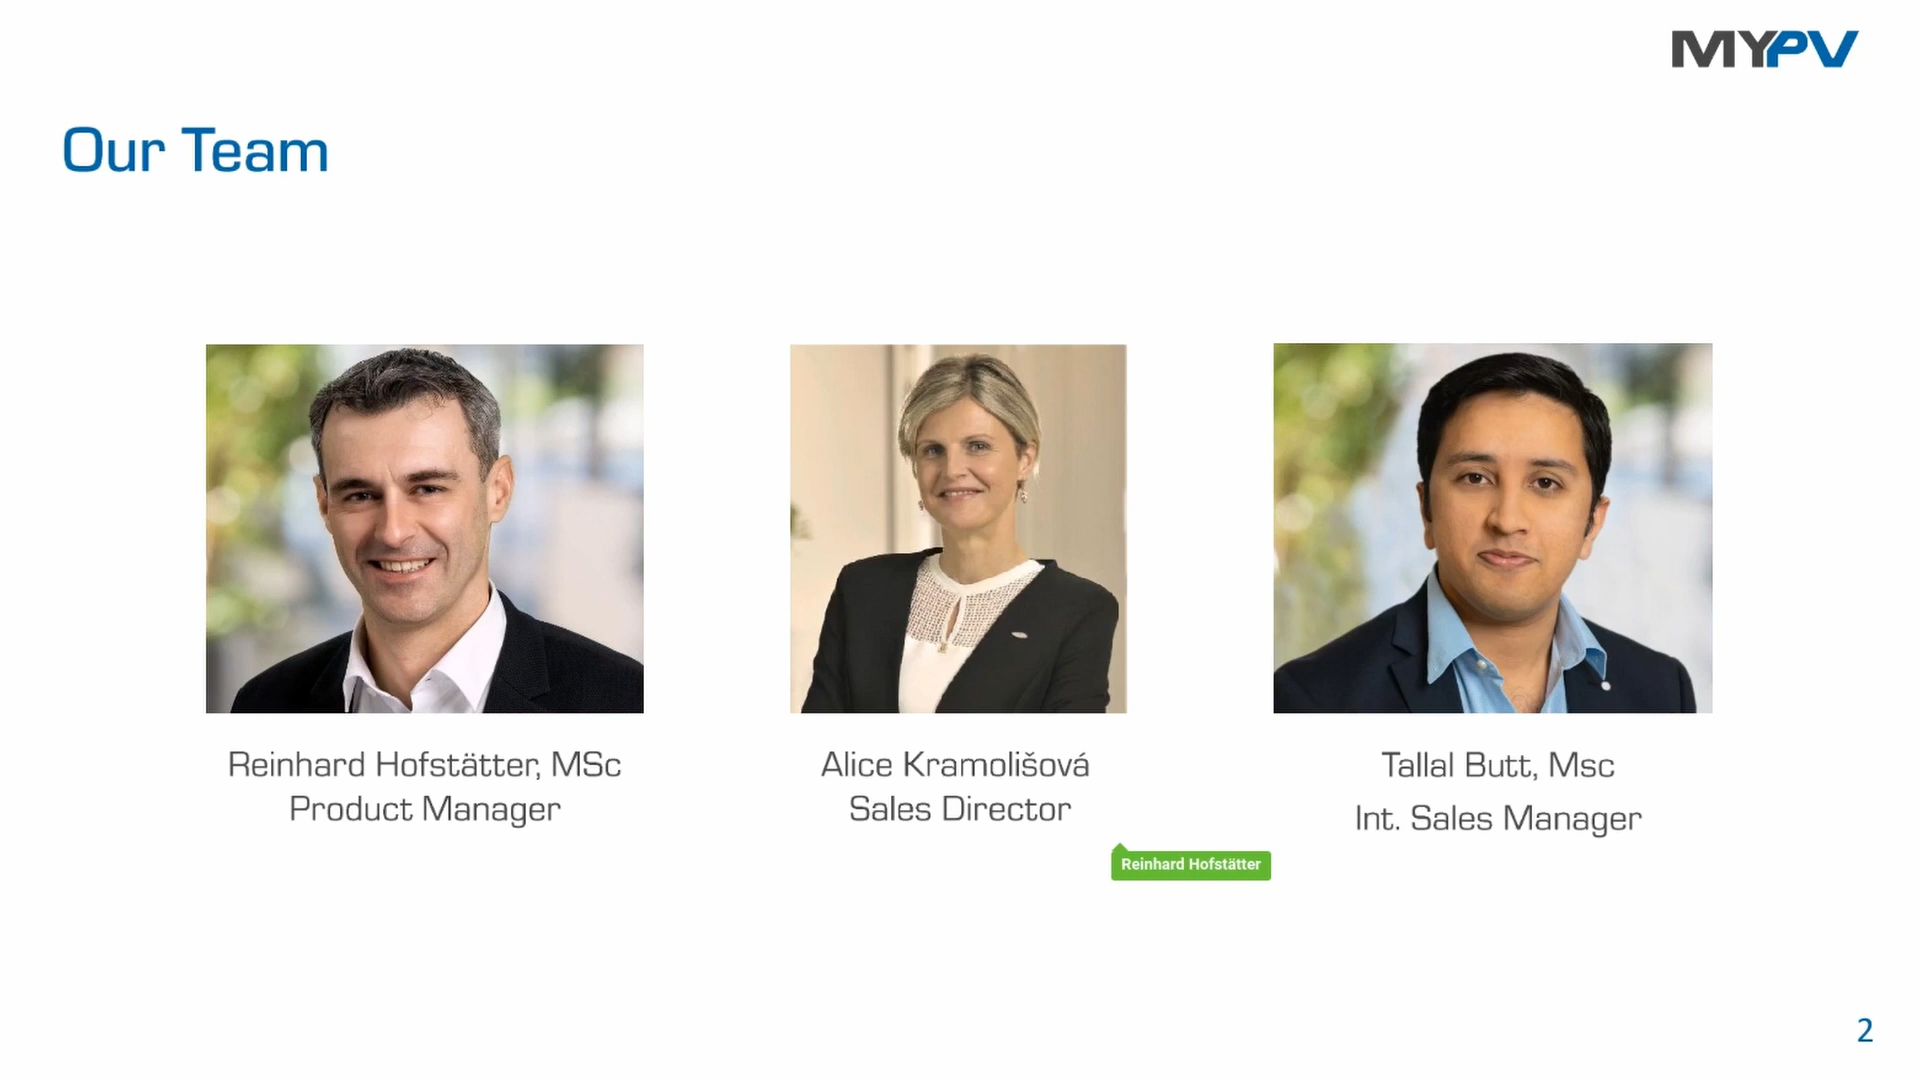 MYPV
Our Team
Reinhard Hofstätter, MSc
Product Manager
Alice Kramolišová
Sales Director
Tallal Butt, Msc
Int. Sales Manager
Reinhard Hofstätter
2